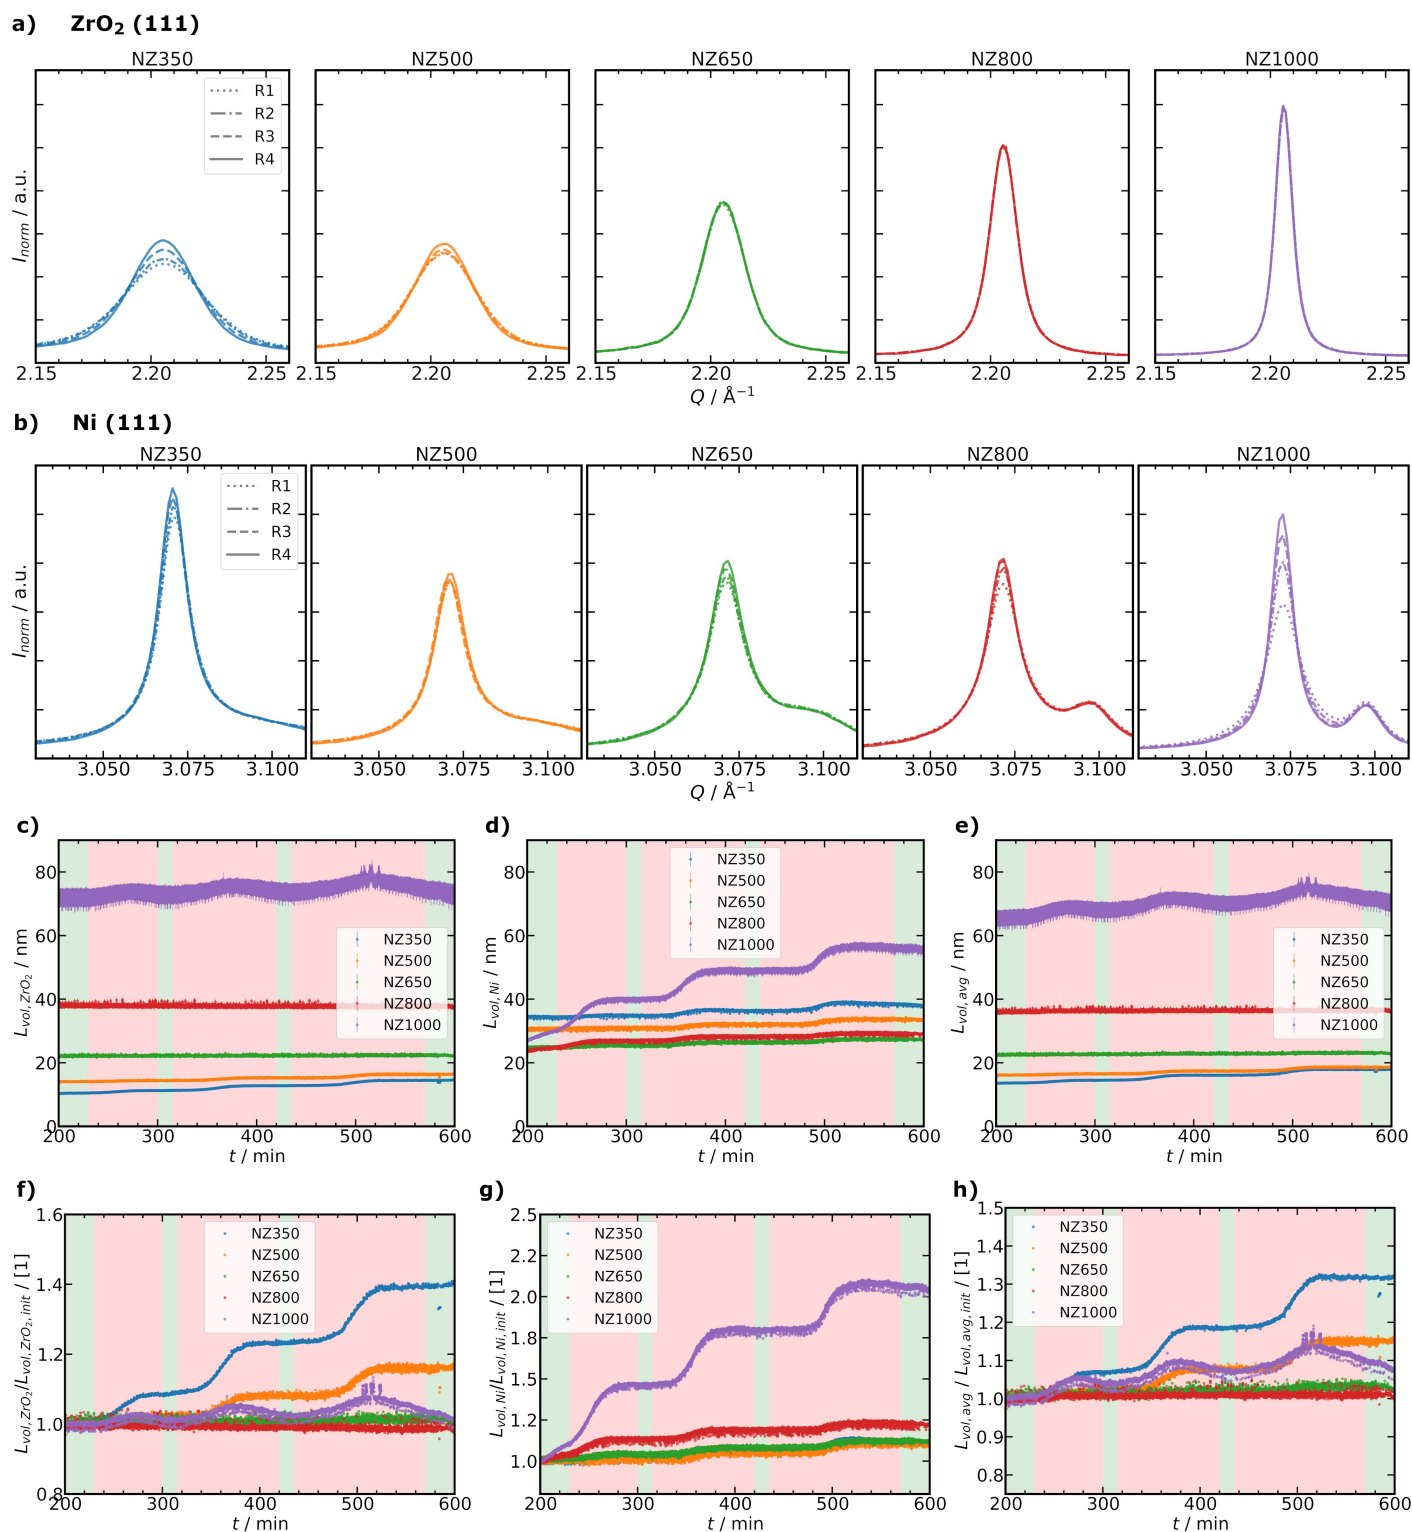 a) ZrO₂ (111)
NZ350 NZ500 NZ650 NZ800 NZ1000
R1
R2
R3
R4
I_norm / a.u.
2.15 2.20 2.25 2.15 2.20 2.25 2.15 2.20 2.25 2.15 2.20 2.25 2.15 2.20 2.25
Q / Å⁻¹
b) Ni (111)
NZ350 NZ500 NZ650 NZ800 NZ1000
R1
R2
R3
R4
I_norm / a.u.
3.050 3.075 3.100 3.050 3.075 3.100 3.050 3.075 3.100 3.050 3.075 3.100 3.050 3.075 3.100
Q / Å⁻¹
c)
L_vol,ZrO₂ / nm
80
60
40
20
0
NZ350
NZ500
NZ650
NZ800
NZ1000
200 300 400 500 600
t / min
d)
L_vol,Ni / nm
80
60
40
20
0
NZ350
NZ500
NZ650
NZ800
NZ1000
200 300 400 500 600
t / min
e)
L_vol,avg / nm
80
60
40
20
0
NZ350
NZ500
NZ650
NZ800
NZ1000
200 300 400 500 600
t / min
f)
L_vol,ZrO₂/L_vol,ZrO₂,init / [1]
1.6
1.4
1.2
1.0
0.8
NZ350
NZ500
NZ650
NZ800
NZ1000
200 300 400 500 600
t / min
g)
L_vol,Ni/L_vol,Ni,init / [1]
2.5
2.2
2.0
1.8
1.5
1.2
1.0
NZ350
NZ500
NZ650
NZ800
NZ1000
200 300 400 500 600
t / min
h)
L_vol,avg / L_vol,avg,init / [1]
1.5
1.4
1.3
1.2
1.1
1.0
0.9
0.8
NZ350
NZ500
NZ650
NZ800
NZ1000
200 300 400 500 600
t / min